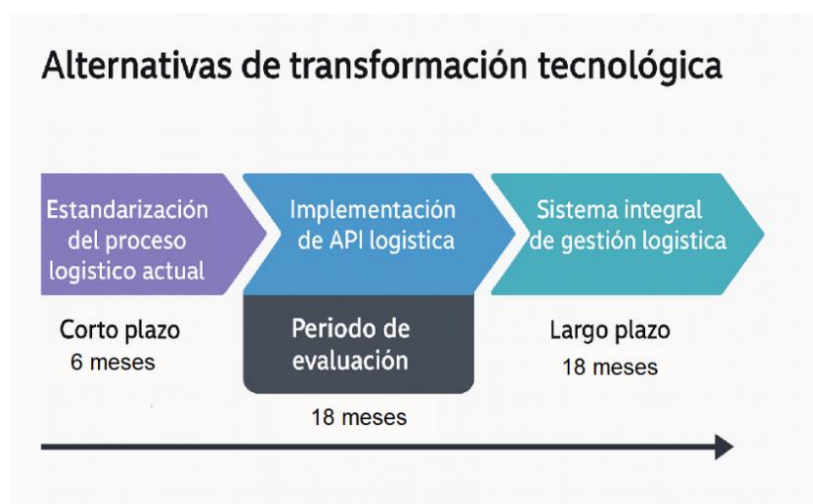 Alternativas de transformación tecnológica
Estandarización
del proceso
logistico actual
Implementación
de API logistica
Sistema integral
de gestión logistica
Corto plazo
6 meses
Periodo de
evaluación
18 meses
Largo plazo
18 meses